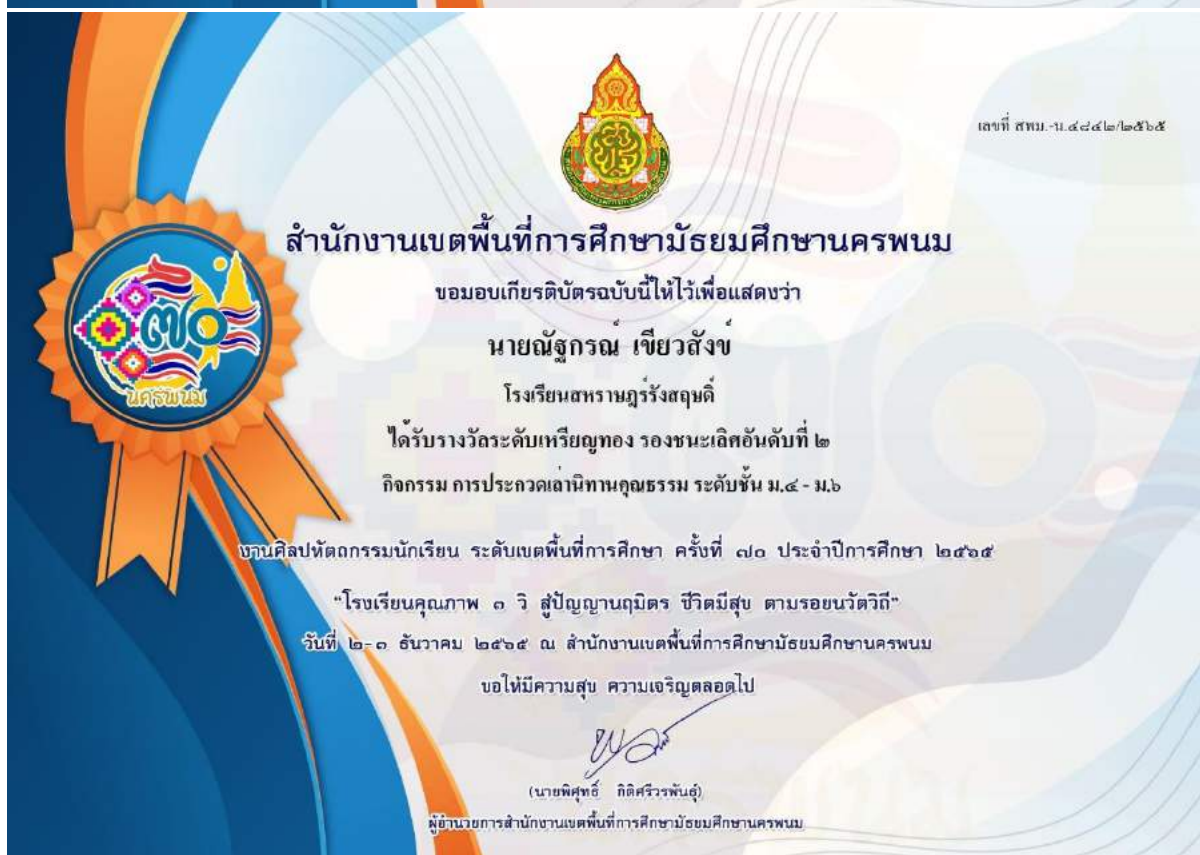 เลขที่ สพม.-น.๔๘๔๒/๒๕๖๕
สำนักงานเขตพื้นที่การศึกษามัธยมศึกษานครพนม
ขอมอบเกียรติบัตรฉบับนี้ให้ไว้เพื่อแสดงว่า
นายณัฐกรณ์ เขียวสังข์
โรงเรียนสหราษฎร์รังสฤษดิ์
ได้รับรางวัลระดับเหรียญทอง รองชนะเลิศอันดับที่ ๒
กิจกรรม การประกวดเล่านิทานคุณธรรม ระดับชั้น ม.๔ - ม.๖
งานศิลปหัตถกรรมนักเรียน ระดับเขตพื้นที่การศึกษา ครั้งที่ ๗๐ ประจำปีการศึกษา ๒๕๖๕
"โรงเรียนคุณภาพ ๓ วิ สู่ปัญญานฤมิตร ชีวิตมีสุข ตามรอยนวัตวิถี"
วันที่ ๒-๓ ธันวาคม ๒๕๖๕ ณ สำนักงานเขตพื้นที่การศึกษามัธยมศึกษานครพนม
ขอให้มีความสุข ความเจริญตลอดไป
(นายพิศุทธิ์ กิติศรีวรพันธุ์)
ผู้อำนวยการสำนักงานเขตพื้นที่การศึกษามัธยมศึกษานครพนม
๗๐
นครพนม